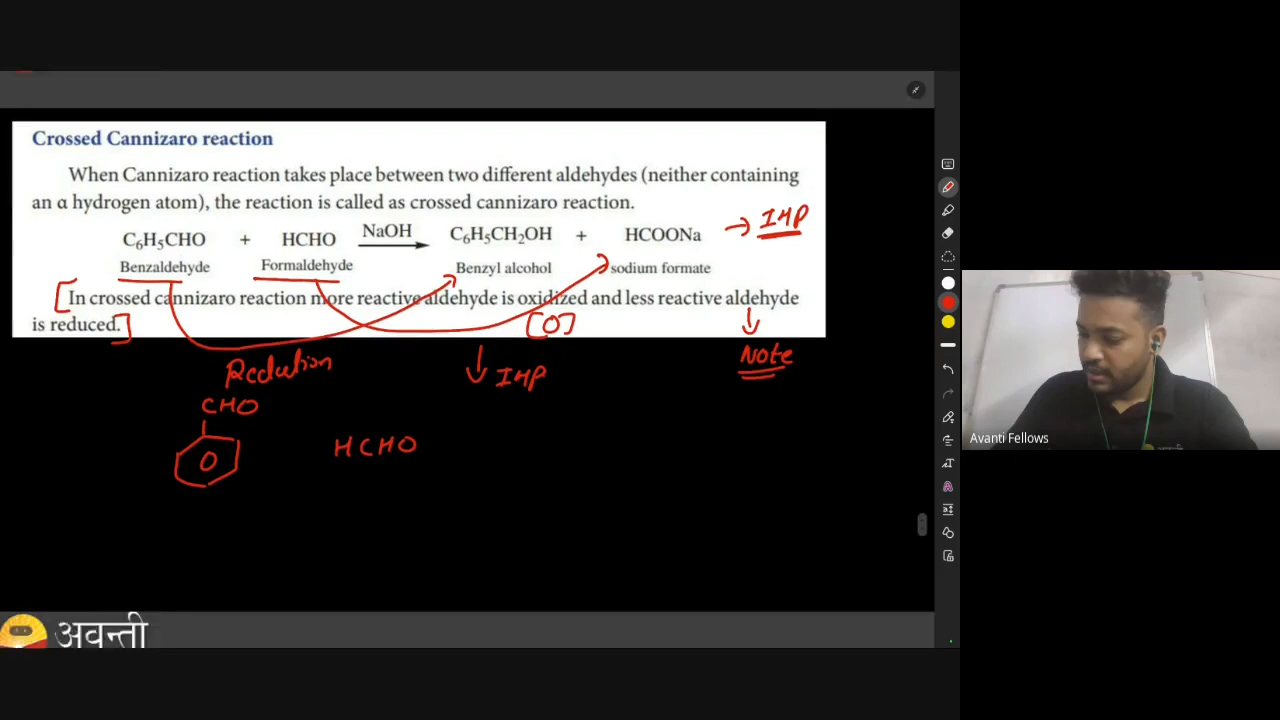 Crossed Cannizaro reaction
When Cannizaro reaction takes place between two different aldehydes (neither containing
an α hydrogen atom), the reaction is called as crossed cannizaro reaction.
C₆H₅CHO + HCHO NaOH C₆H₅CH₂OH + HCOONa → IMP
Benzaldehyde Formaldehyde Benzyl alcohol sodium formate
[In crossed cannizaro reaction more reactive aldehyde is oxidized and less reactive aldehyde
is reduced.] [O]
Redution ↓ IMP ↓ Note
CHO
HCHO
Avanti Fellows
अवन्ती